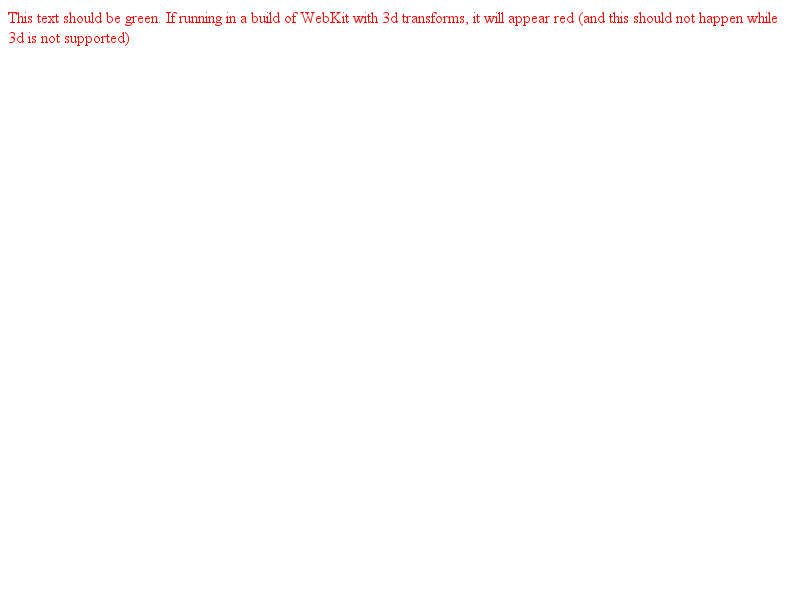 This text should be green. If running in a build of WebKit with 3d transforms, it will appear red (and this should not happen while
3d is not supported)